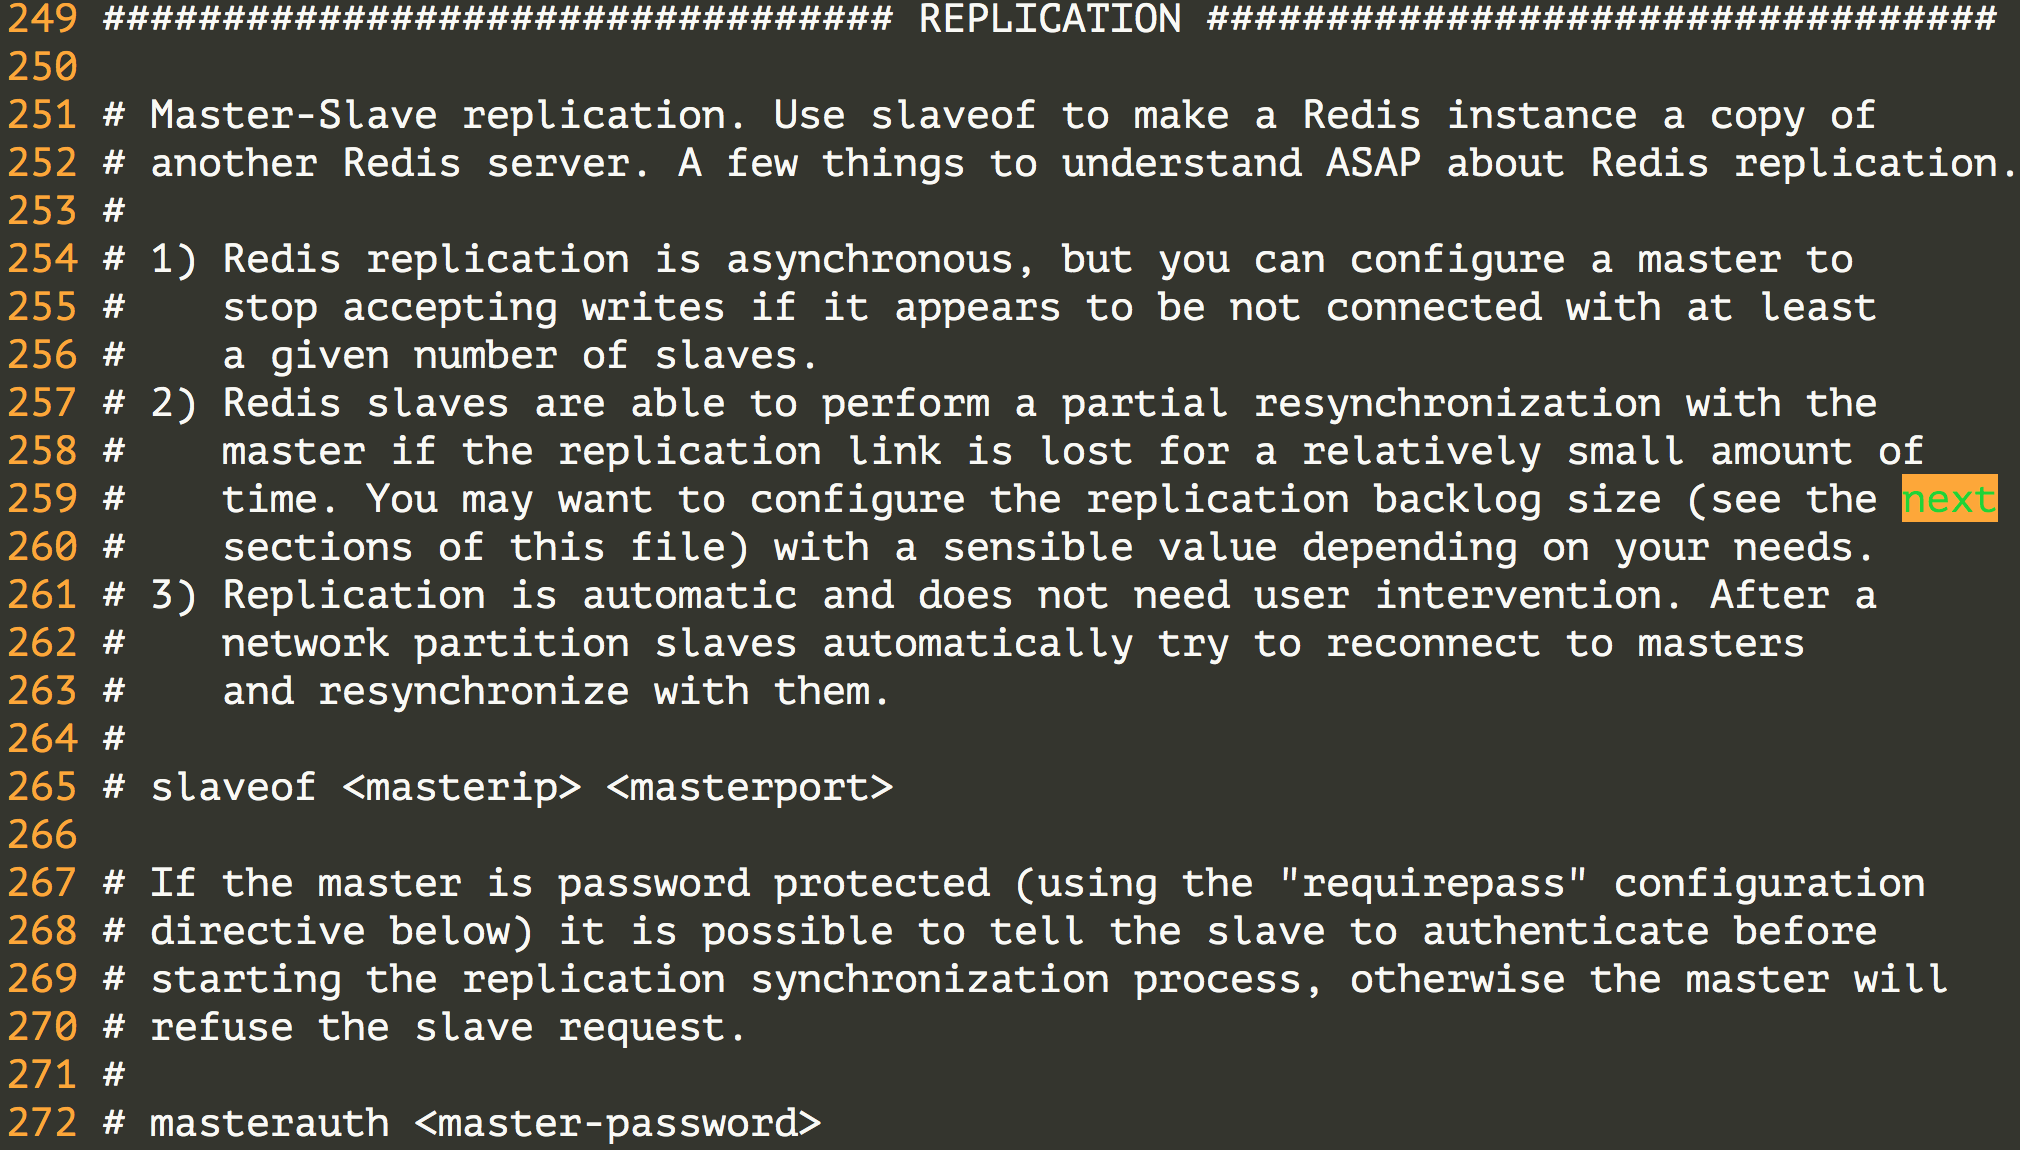 249 ################################# REPLICATION #################################
250
251 # Master-Slave replication. Use slaveof to make a Redis instance a copy of
252 # another Redis server. A few things to understand ASAP about Redis replication.
253 #
254 # 1) Redis replication is asynchronous, but you can configure a master to
255 #    stop accepting writes if it appears to be not connected with at least
256 #    a given number of slaves.
257 # 2) Redis slaves are able to perform a partial resynchronization with the
258 #    master if the replication link is lost for a relatively small amount of
259 #    time. You may want to configure the replication backlog size (see the next
260 #    sections of this file) with a sensible value depending on your needs.
261 # 3) Replication is automatic and does not need user intervention. After a
262 #    network partition slaves automatically try to reconnect to masters
263 #    and resynchronize with them.
264 #
265 # slaveof <masterip> <masterport>
266
267 # If the master is password protected (using the "requirepass" configuration
268 # directive below) it is possible to tell the slave to authenticate before
269 # starting the replication synchronization process, otherwise the master will
270 # refuse the slave request.
271 #
272 # masterauth <master-password>